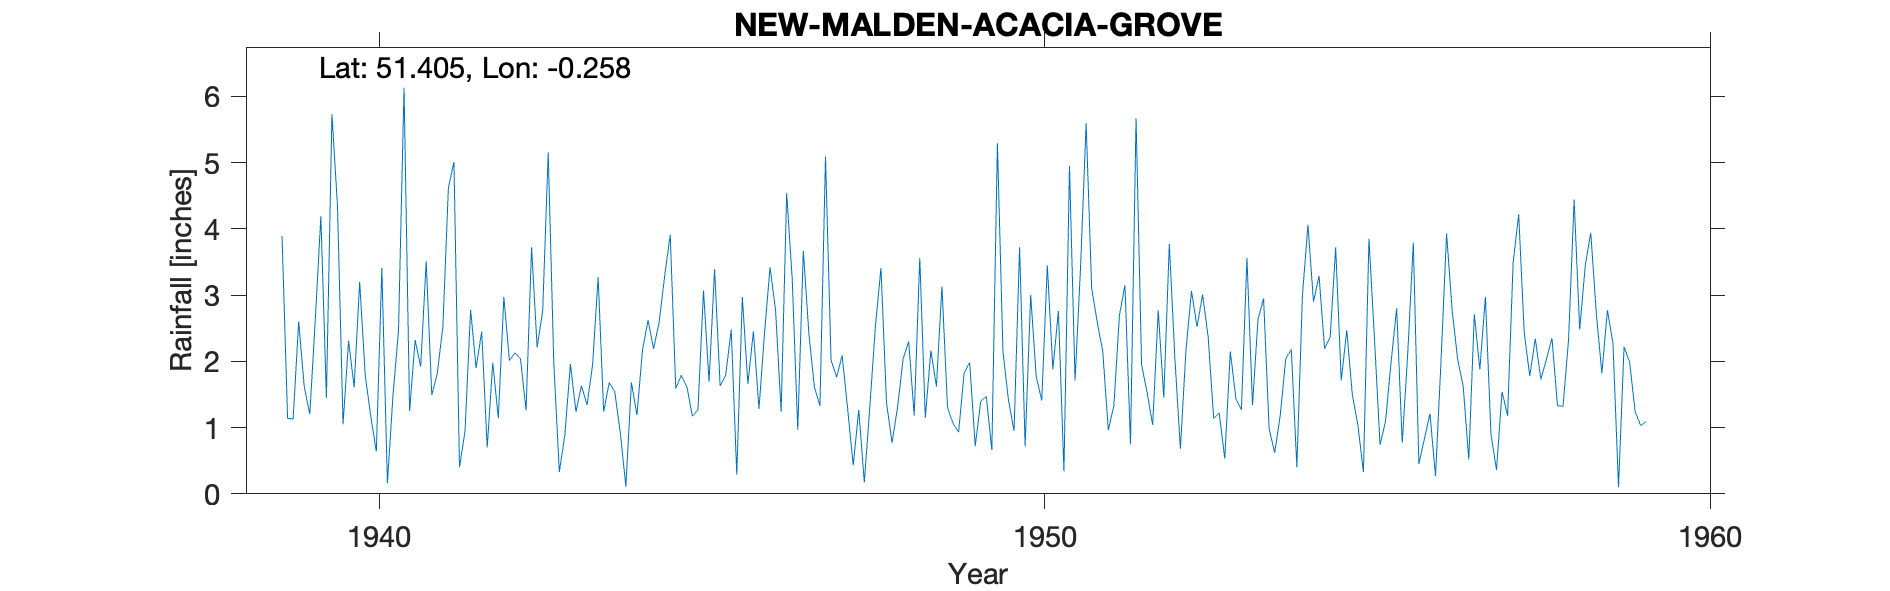 NEW-MALDEN-ACACIA-GROVE
Lat: 51.405, Lon: -0.258
6
5
4
3
2
1
0
Rainfall [inches]
1940
1950
1960
Year